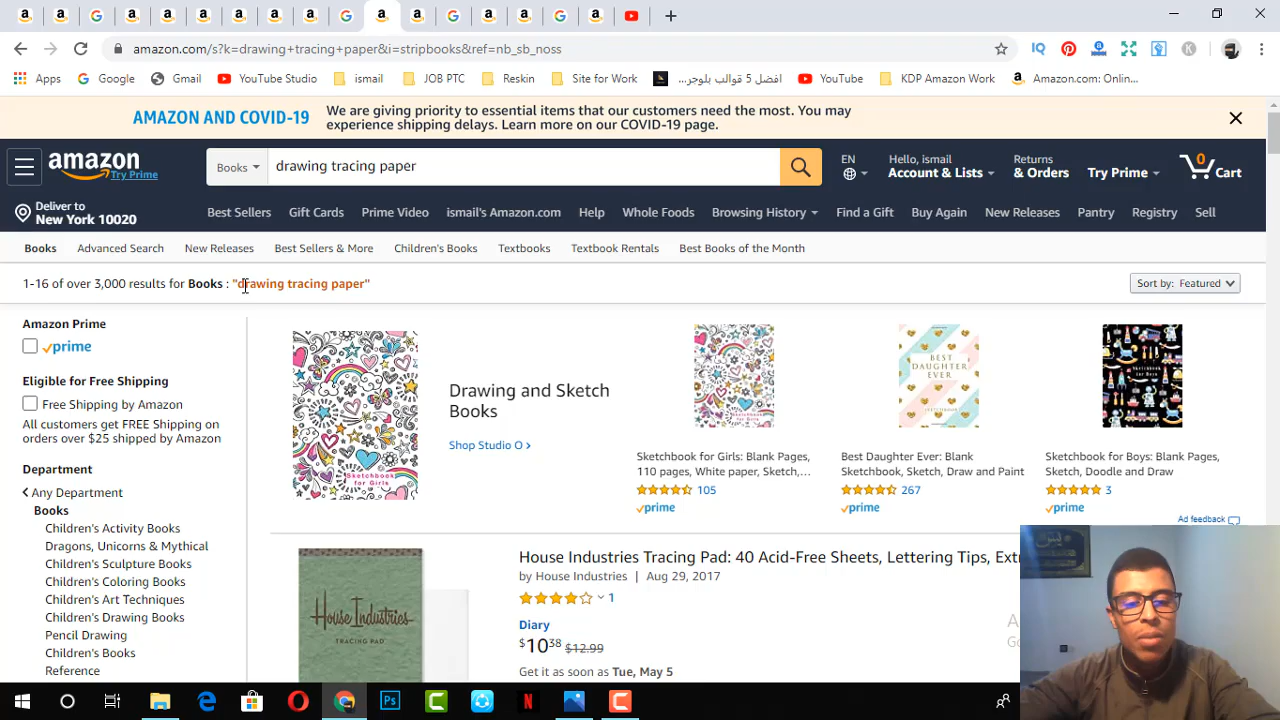 amazon.com/s?k=drawing+tracing+paper&i=stripbooks&ref=nb_sb_noss
Apps
Google
Gmail
YouTube Studio
ismail
JOB PTC
Reskin
Site for Work
افضل 5 قوالب بلوجر...
YouTube
KDP Amazon Work
Amazon.com: Onlin...
AMAZON AND COVID-19
We are giving priority to essential items that our customers need the most. You may
experience shipping delays. Learn more on our COVID-19 page.
amazon
Try Prime
Books
drawing tracing paper
EN
Hello, ismail
Account & Lists
Returns
& Orders
Try Prime
0
Cart
Deliver to
New York 10020
Best Sellers
Gift Cards
Prime Video
ismail's Amazon.com
Help
Whole Foods
Browsing History
Find a Gift
Buy Again
New Releases
Pantry
Registry
Sell
Books
Advanced Search
New Releases
Best Sellers & More
Children's Books
Textbooks
Textbook Rentals
Best Books of the Month
1-16 of over 3,000 results for Books : "drawing tracing paper"
Sort by: Featured
Amazon Prime
prime
Eligible for Free Shipping
Free Shipping by Amazon
All customers get FREE Shipping on
orders over $25 shipped by Amazon
Department
Any Department
Books
Children's Activity Books
Dragons, Unicorns & Mythical
Children's Sculpture Books
Children's Coloring Books
Children's Art Techniques
Children's Drawing Books
Pencil Drawing
Children's Books
Reference
Sketchbook
for Girls
Drawing and Sketch
Books
Shop Studio O
Sketchbook for Girls: Blank Pages,
110 pages, White paper, Sketch,...
105
prime
BEST
DAUGHTER
EVER
Best Daughter Ever: Blank
Sketchbook, Sketch, Draw and Paint
267
prime
Sketchbook
for Boys
Sketchbook for Boys: Blank Pages,
Sketch, Doodle and Draw
3
prime
Ad feedback
House Industries
TRACING PAD
House Industries Tracing Pad: 40 Acid-Free Sheets, Lettering Tips, Ext
by House Industries | Aug 29, 2017
1
Diary
$10 38 $12.99
Get it as soon as Tue, May 5